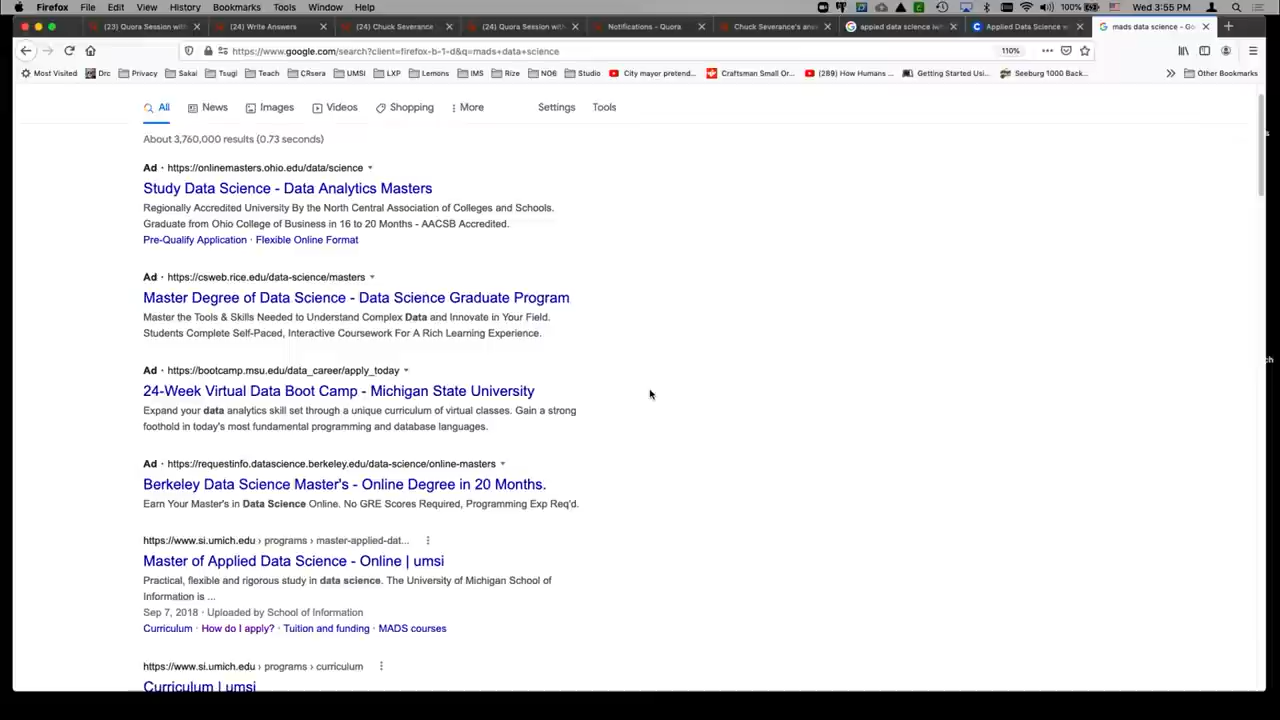 Firefox File Edit View History Bookmarks Tools Window Help
100% Wed 3:55 PM
(23) Quora Session with
(24) Write Answers
(24) Chuck Severance
(24) Quora Session with
Notifications - Quora
Chuck Severance's ans
applied data science (wi
Applied Data Science w
mads data science - Go
https://www.google.com/search?client=firefox-b-1-d&q=mads+data+science
110%
Most Visited Drc Privacy Sakai Tsugi Teach CRsera UMSI LXP Lemons IMS Rize NO6 Studio City mayor pretend... Craftsman Small Or... (289) How Humans ... Getting Started Usi... Seeburg 1000 Back... Other Bookmarks
All News Images Videos Shopping More Settings Tools
About 3,760,000 results (0.73 seconds)
Ad · https://onlinemasters.ohio.edu/data/science
Study Data Science - Data Analytics Masters
Regionally Accredited University By the North Central Association of Colleges and Schools.
Graduate from Ohio College of Business in 16 to 20 Months - AACSB Accredited.
Pre-Qualify Application · Flexible Online Format
Ad · https://csweb.rice.edu/data-science/masters
Master Degree of Data Science - Data Science Graduate Program
Master the Tools & Skills Needed to Understand Complex Data and Innovate in Your Field.
Students Complete Self-Paced, Interactive Coursework For A Rich Learning Experience.
Ad · https://bootcamp.msu.edu/data_career/apply_today
24-Week Virtual Data Boot Camp - Michigan State University
Expand your data analytics skill set through a unique curriculum of virtual classes. Gain a strong
foothold in today's most fundamental programming and database languages.
Ad · https://requestinfo.datascience.berkeley.edu/data-science/online-masters
Berkeley Data Science Master's - Online Degree in 20 Months.
Earn Your Master's in Data Science Online. No GRE Scores Required, Programming Exp Req'd.
https://www.si.umich.edu › programs › master-applied-dat...
Master of Applied Data Science - Online | umsi
Practical, flexible and rigorous study in data science. The University of Michigan School of
Information is ...
Sep 7, 2018 · Uploaded by School of Information
Curriculum · How do I apply? · Tuition and funding · MADS courses
https://www.si.umich.edu › programs › curriculum
Curriculum | umsi